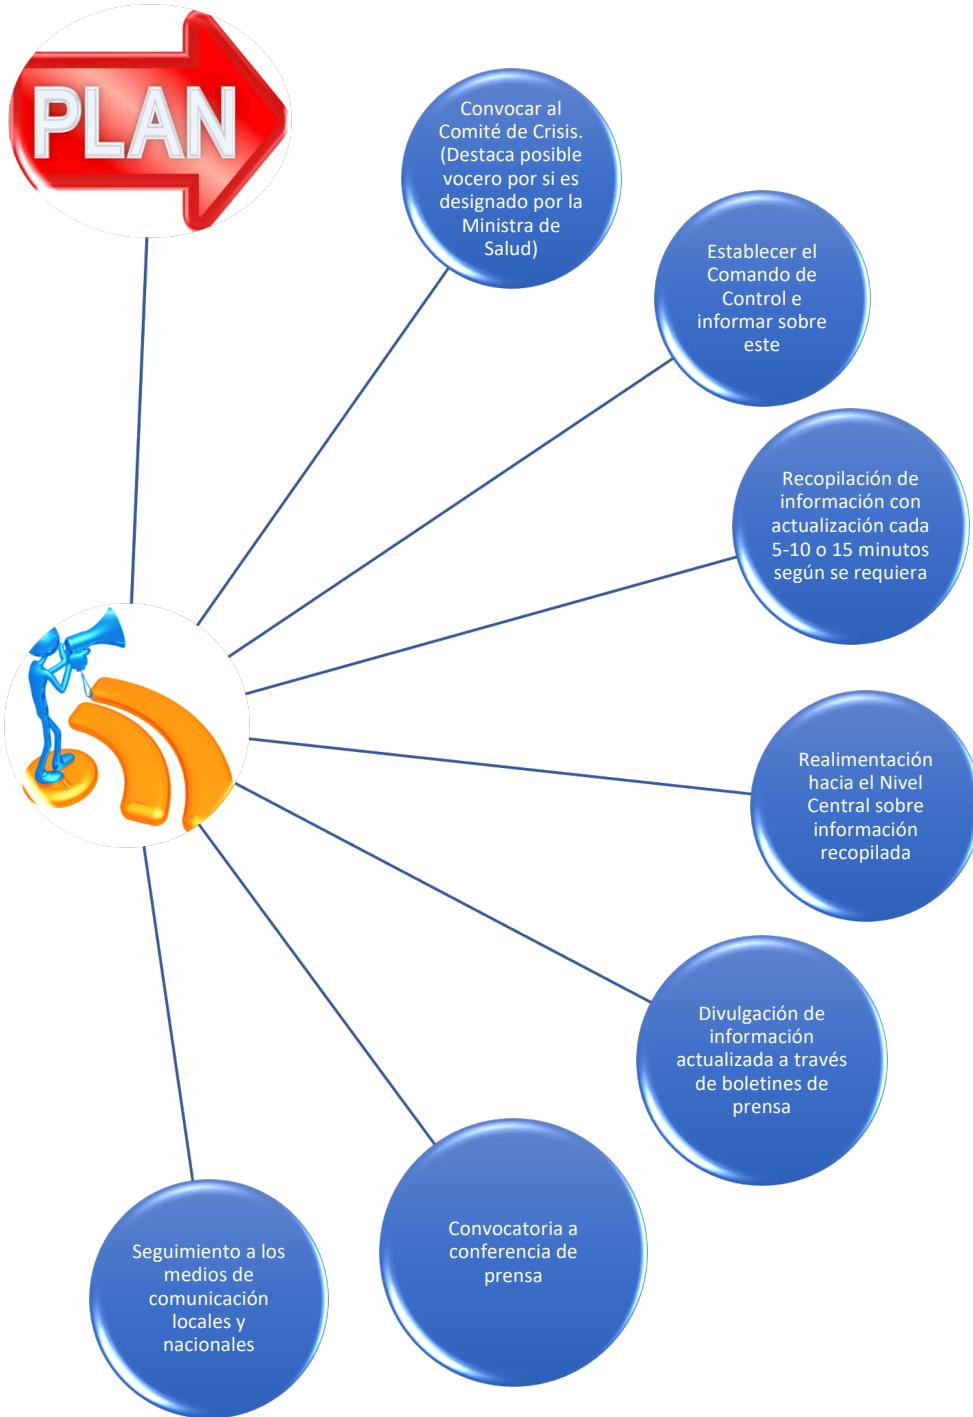 PLAN
Convocar al
Comité de Crisis.
(Destaca posible
vocero por si es
designado por la
Ministra de
Salud)
Establecer el
Comando de
Control e
informar sobre
este
Recopilación de
información con
actualización cada
5-10 o 15 minutos
según se requiera
Realimentación
hacia el Nivel
Central sobre
información
recopilada
Divulgación de
información
actualizada a través
de boletines de
prensa
Convocatoria a
conferencia de
prensa
Seguimiento a los
medios de
comunicación
locales y
nacionales